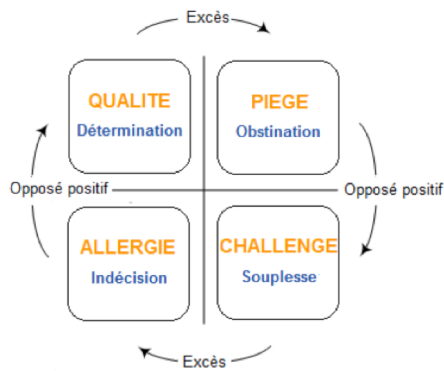 Excès
QUALITE
Détermination
PIEGE
Obstination
Opposé positif
Opposé positif
ALLERGIE
Indécision
CHALLENGE
Souplesse
Excès